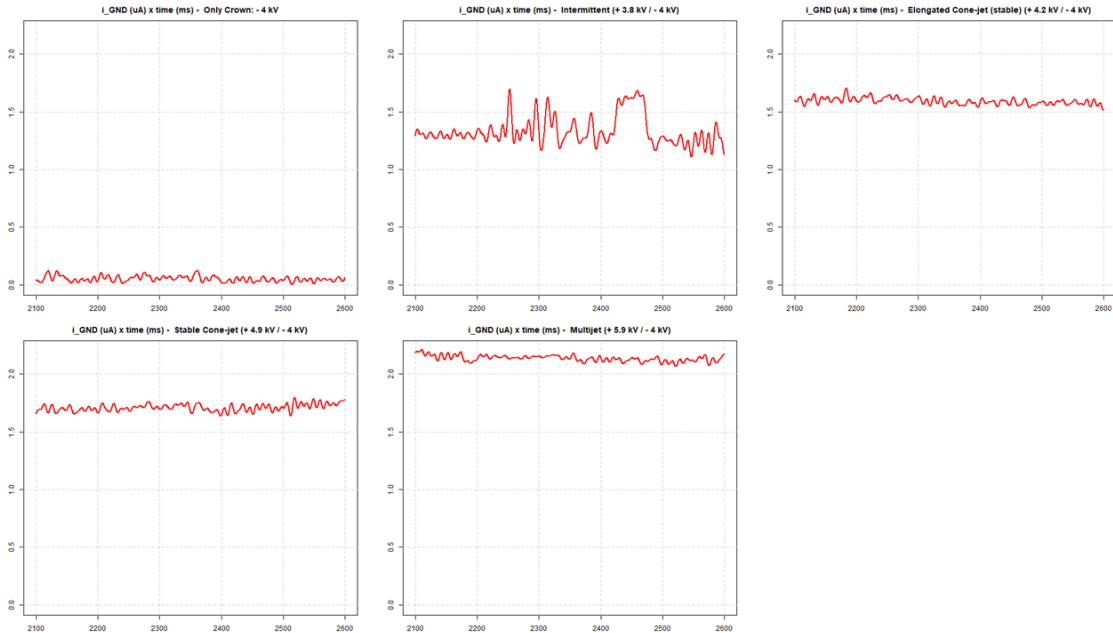 i_GND (uA) x time (ms) - Only Crown: - 4 kV
2.0
1.5
1.0
0.5
0.0
2100 2200 2300 2400 2500 2600
i_GND (uA) x time (ms) - Intermittent (+ 3.8 kV / - 4 kV)
2.0
1.5
1.0
0.5
0.0
2100 2200 2300 2400 2500 2600
i_GND (uA) x time (ms) - Elongated Cone-jet (stable) (+ 4.2 kV / - 4 kV)
2.0
1.5
1.0
0.5
0.0
2100 2200 2300 2400 2500 2600
i_GND (uA) x time (ms) - Stable Cone-jet (+ 4.9 kV / - 4 kV)
2.0
1.5
1.0
0.5
0.0
2100 2200 2300 2400 2500 2600
i_GND (uA) x time (ms) - Multijet (+ 5.9 kV / - 4 kV)
2.0
1.5
1.0
0.5
0.0
2100 2200 2300 2400 2500 2600